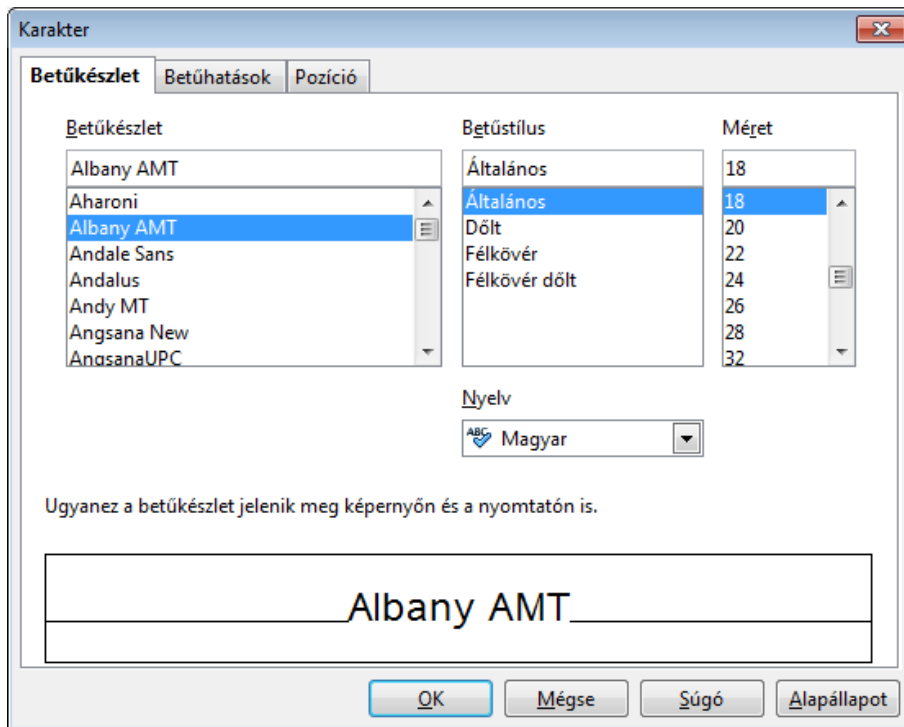 Karakter
Betűkészlet Betűhatások Pozíció
Betűkészlet Betűstílus Méret
Albany AMT Általános 18
Aharoni Általános 18
Albany AMT Dőlt 20
Andale Sans Félkövér 22
Andalus Félkövér dőlt 24
Andy MT 26
Angsana New 28
AngsanaUPC 32
Nyelv
ABC Magyar
Ugyanez a betűkészlet jelenik meg képernyőn és a nyomtatón is.
Albany AMT
OK Mégse Súgó Alapállapot